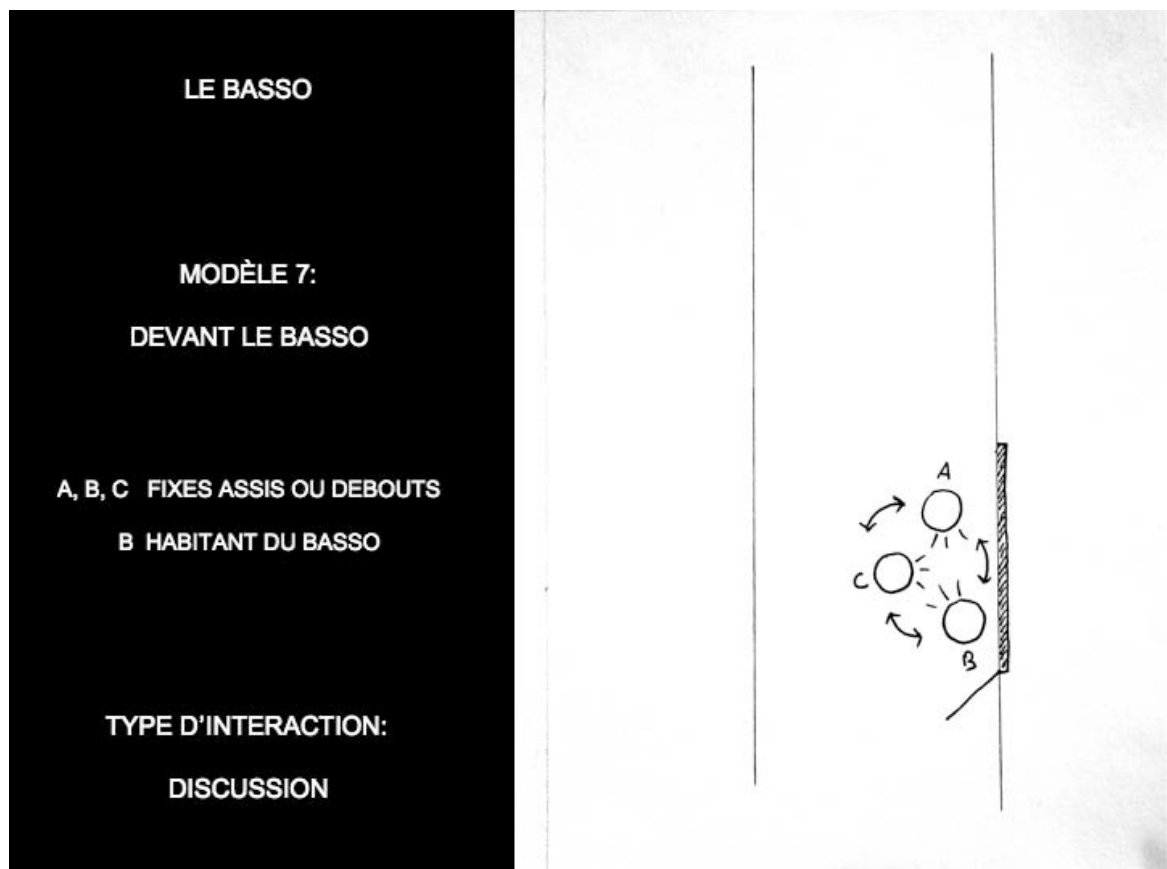 LE BASSO
MODÈLE 7:
DEVANT LE BASSO
A, B, C FIXES ASSIS OU DEBOUTS
B HABITANT DU BASSO
TYPE D'INTERACTION:
DISCUSSION
A
C
B